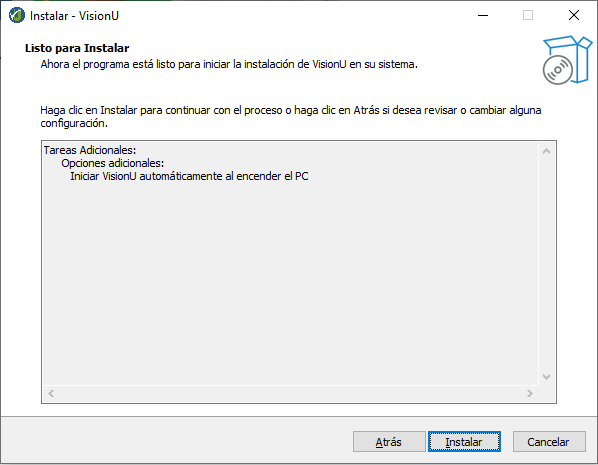 Instalar - VisionU
Listo para Instalar
Ahora el programa está listo para iniciar la instalación de VisionU en su sistema.
Haga clic en Instalar para continuar con el proceso o haga clic en Atrás si desea revisar o cambiar alguna
configuración.
Tareas Adicionales:
Opciones adicionales:
Iniciar VisionU automáticamente al encender el PC
Atrás
Instalar
Cancelar